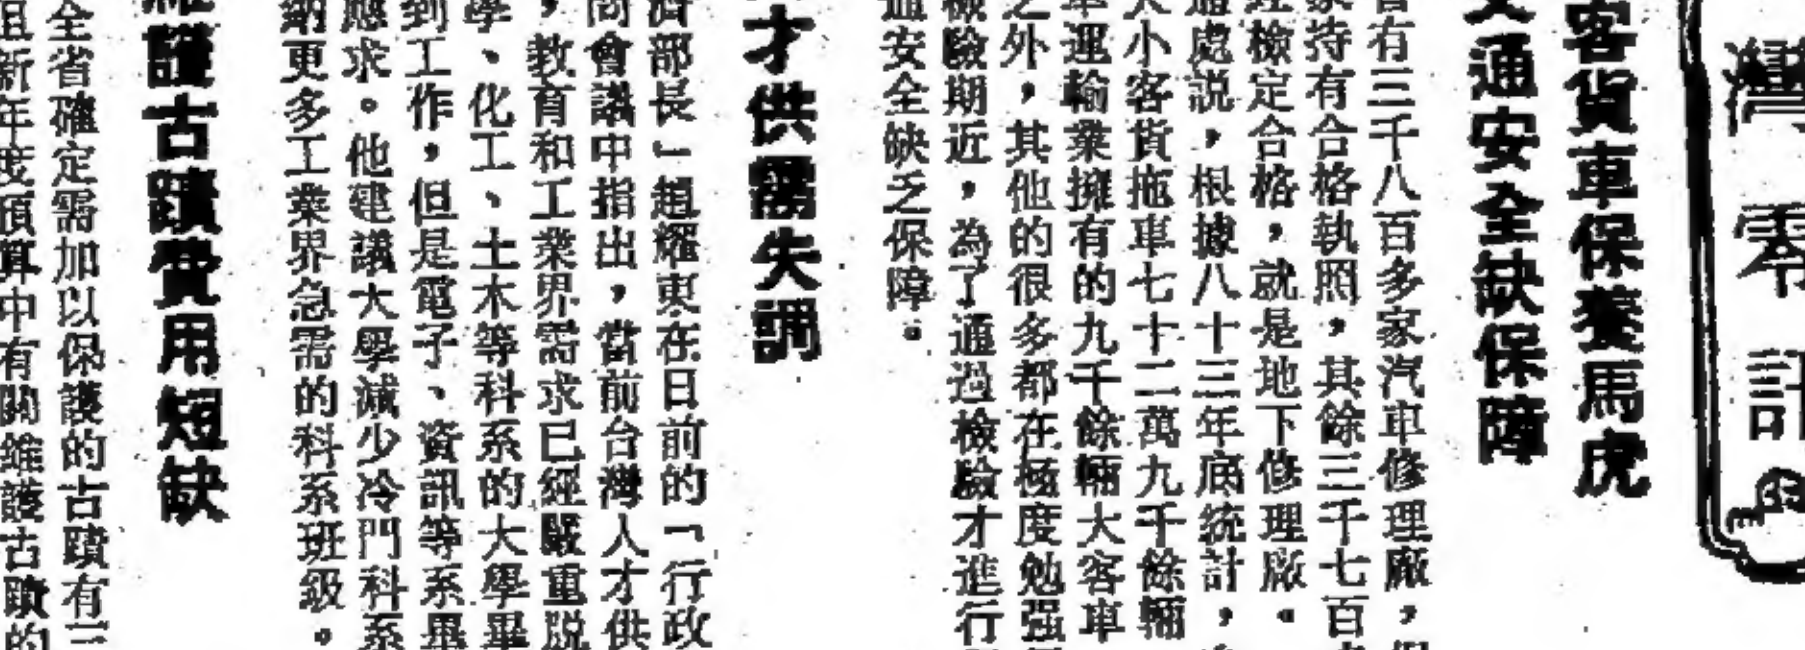 灣零訊
客貨車保養馬虎
交通安全缺保障
有三千八百多家汽車修理廠，但
持有合格執照，其餘三千七百
檢定合格，就是地下修理廠。
通處說，根據八十三年底統計，
大小客貨拖車七十二萬九千餘輛
車運輸業擁有的九千餘輛大客車
之外，其他的很多都在極度勉强
檢驗期近，為了通過檢驗才進行
通安全缺乏保障。
才供需失調
濟部長」趙耀東在日前的「行政
商會議中指出，當前台灣人才供
，教育和工業界需求已經嚴重脱
學、化工、土木等科系的大學畢
到工作，但是電子、資訊等系畢
應求。他建議大學減少冷門科系
納更多工業界急需的科系班級。
維護古蹟費用短缺
全省確定需加以保護的古蹟有三
但新年度預算中有關維護古蹟的